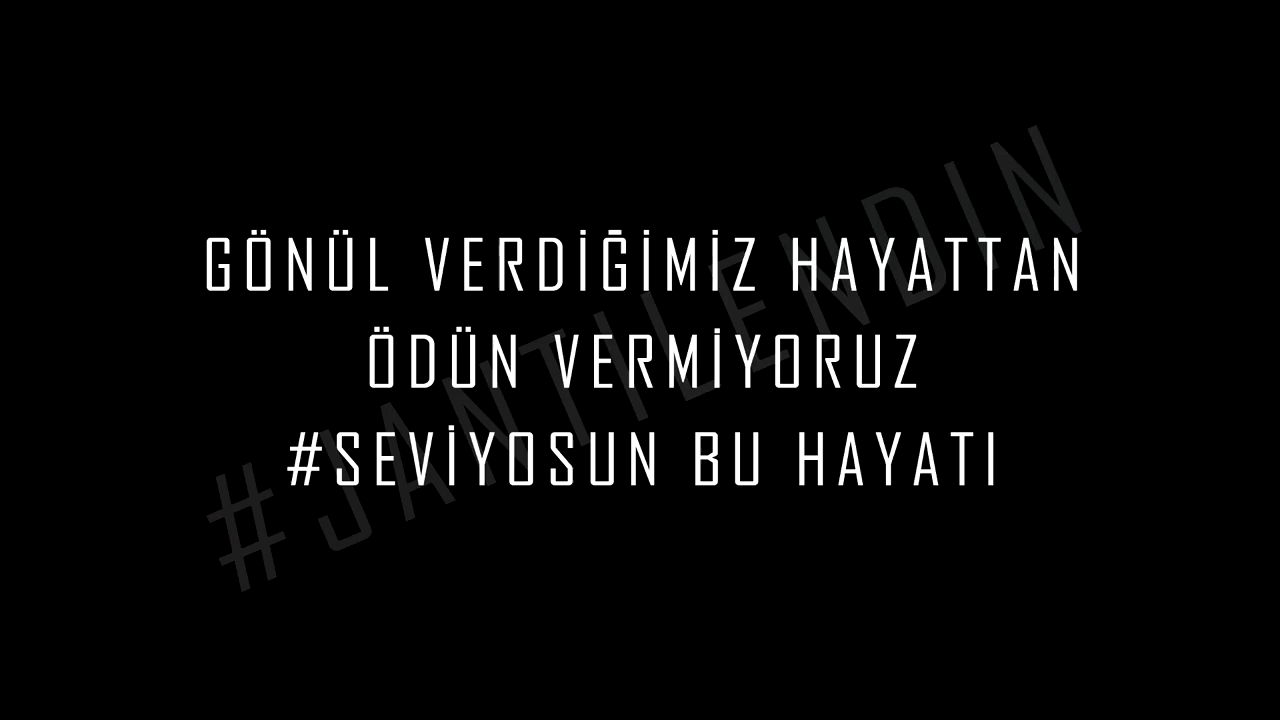 GÖNÜL VERDİĞİMİZ HAYATTAN
ÖDÜN VERMİYORUZ
#SEVİYOSUN BU HAYATI
#JANTILENDIN